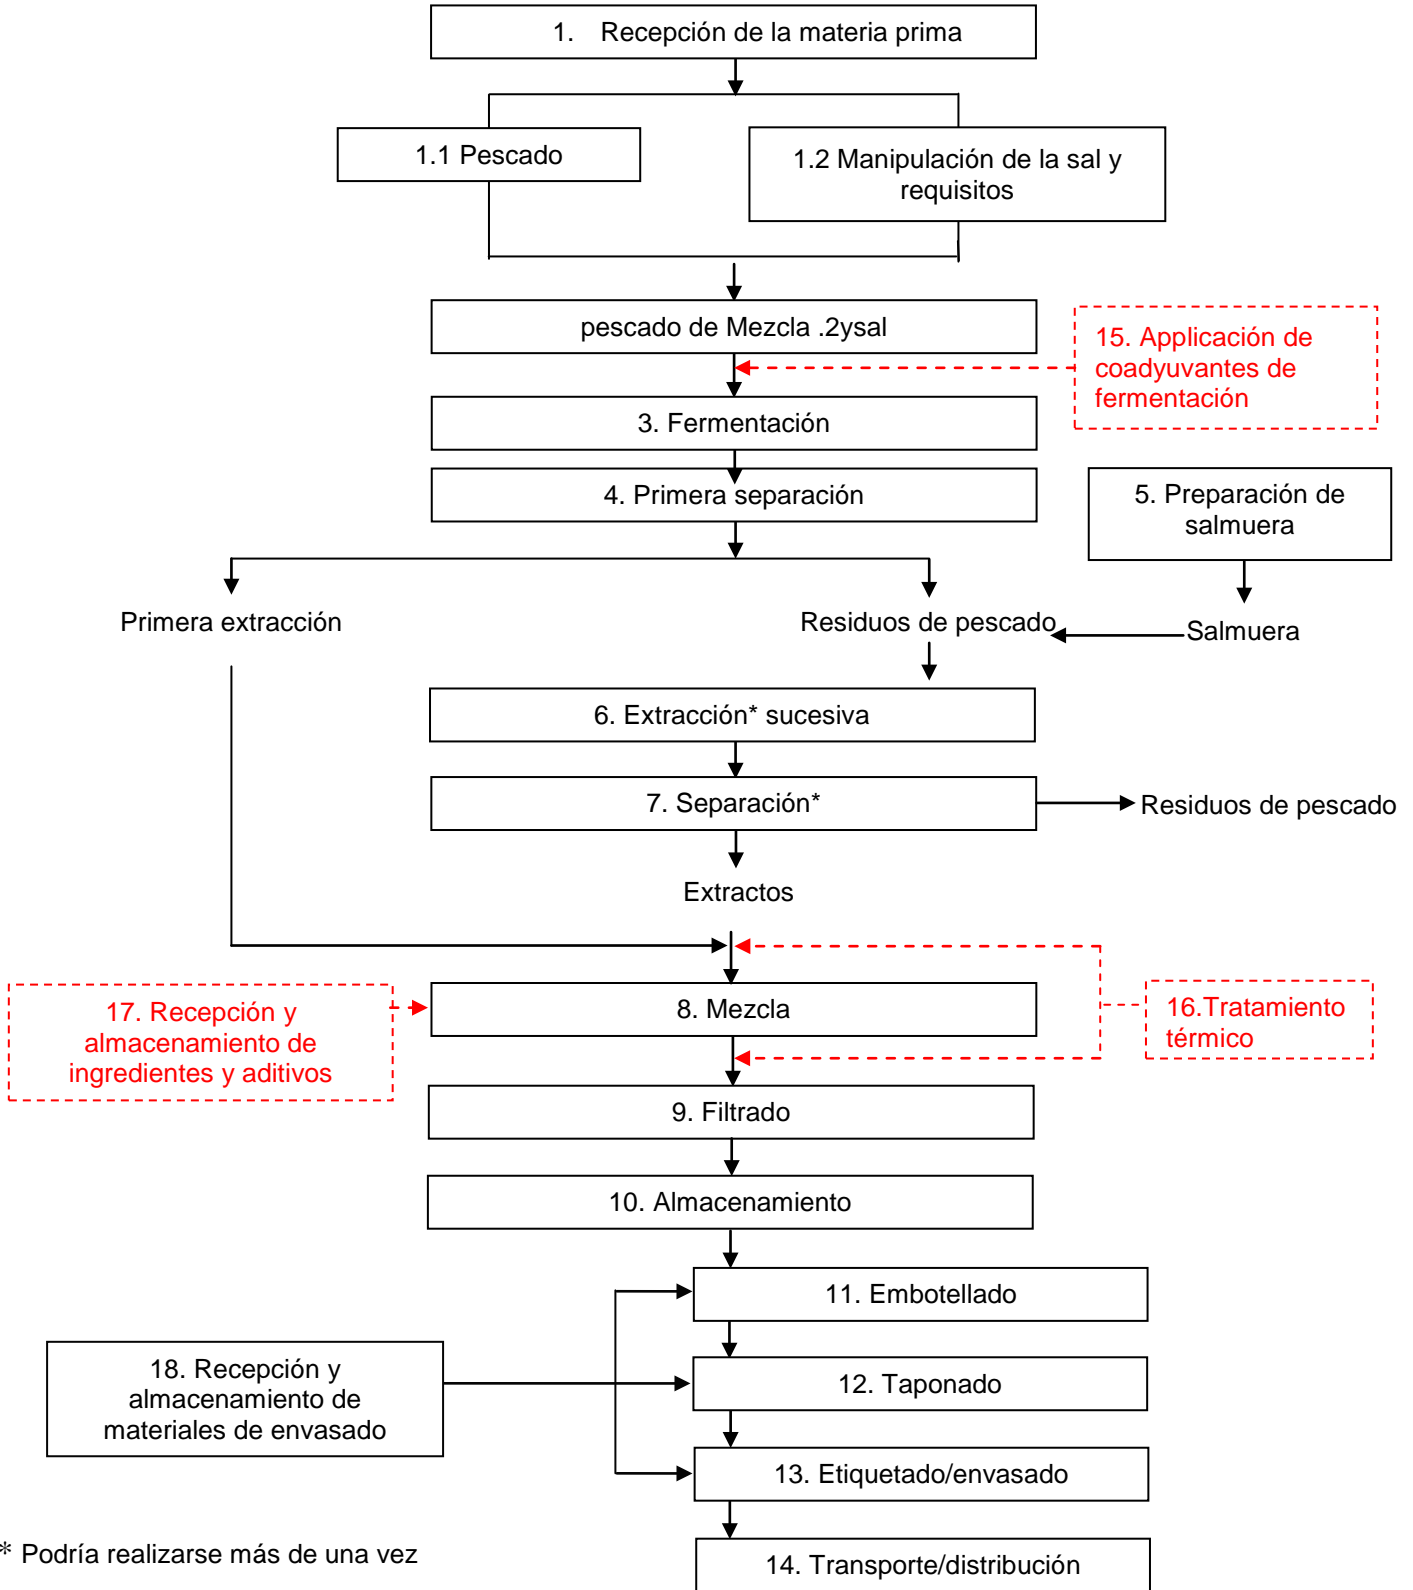 1. Recepción de la materia prima
1.1 Pescado
1.2 Manipulación de la sal y
requisitos
pescado de Mezcla .2ysal
15. Applicación de
coadyuvantes de
fermentación
3. Fermentación
4. Primera separación
5. Preparación de
salmuera
Primera extracción
Residuos de pescado
Salmuera
6. Extracción* sucesiva
7. Separación*
Residuos de pescado
Extractos
17. Recepción y
almacenamiento de
ingredientes y aditivos
8. Mezcla
16.Tratamiento
térmico
9. Filtrado
10. Almacenamiento
11. Embotellado
18. Recepción y
almacenamiento de
materiales de envasado
12. Taponado
13. Etiquetado/envasado
* Podría realizarse más de una vez
14. Transporte/distribución